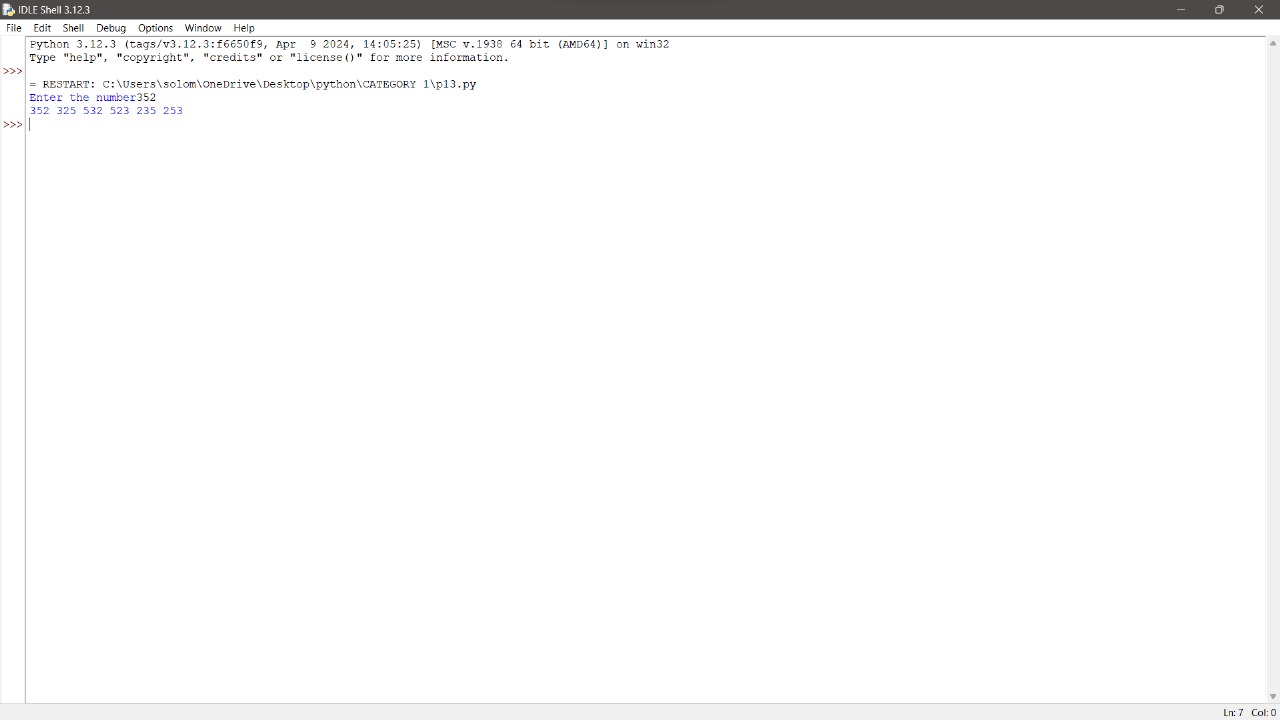 IDLE Shell 3.12.3
File Edit Shell Debug Options Window Help
Python 3.12.3 (tags/v3.12.3:f6650f9, Apr  9 2024, 14:05:25) [MSC v.1938 64 bit (AMD64)] on win32
Type "help", "copyright", "credits" or "license()" for more information.
>>>
= RESTART: C:\Users\solom\OneDrive\Desktop\python\CATEGORY 1\p13.py
Enter the number352
352 325 532 523 235 253
>>>
Ln: 7 Col: 0